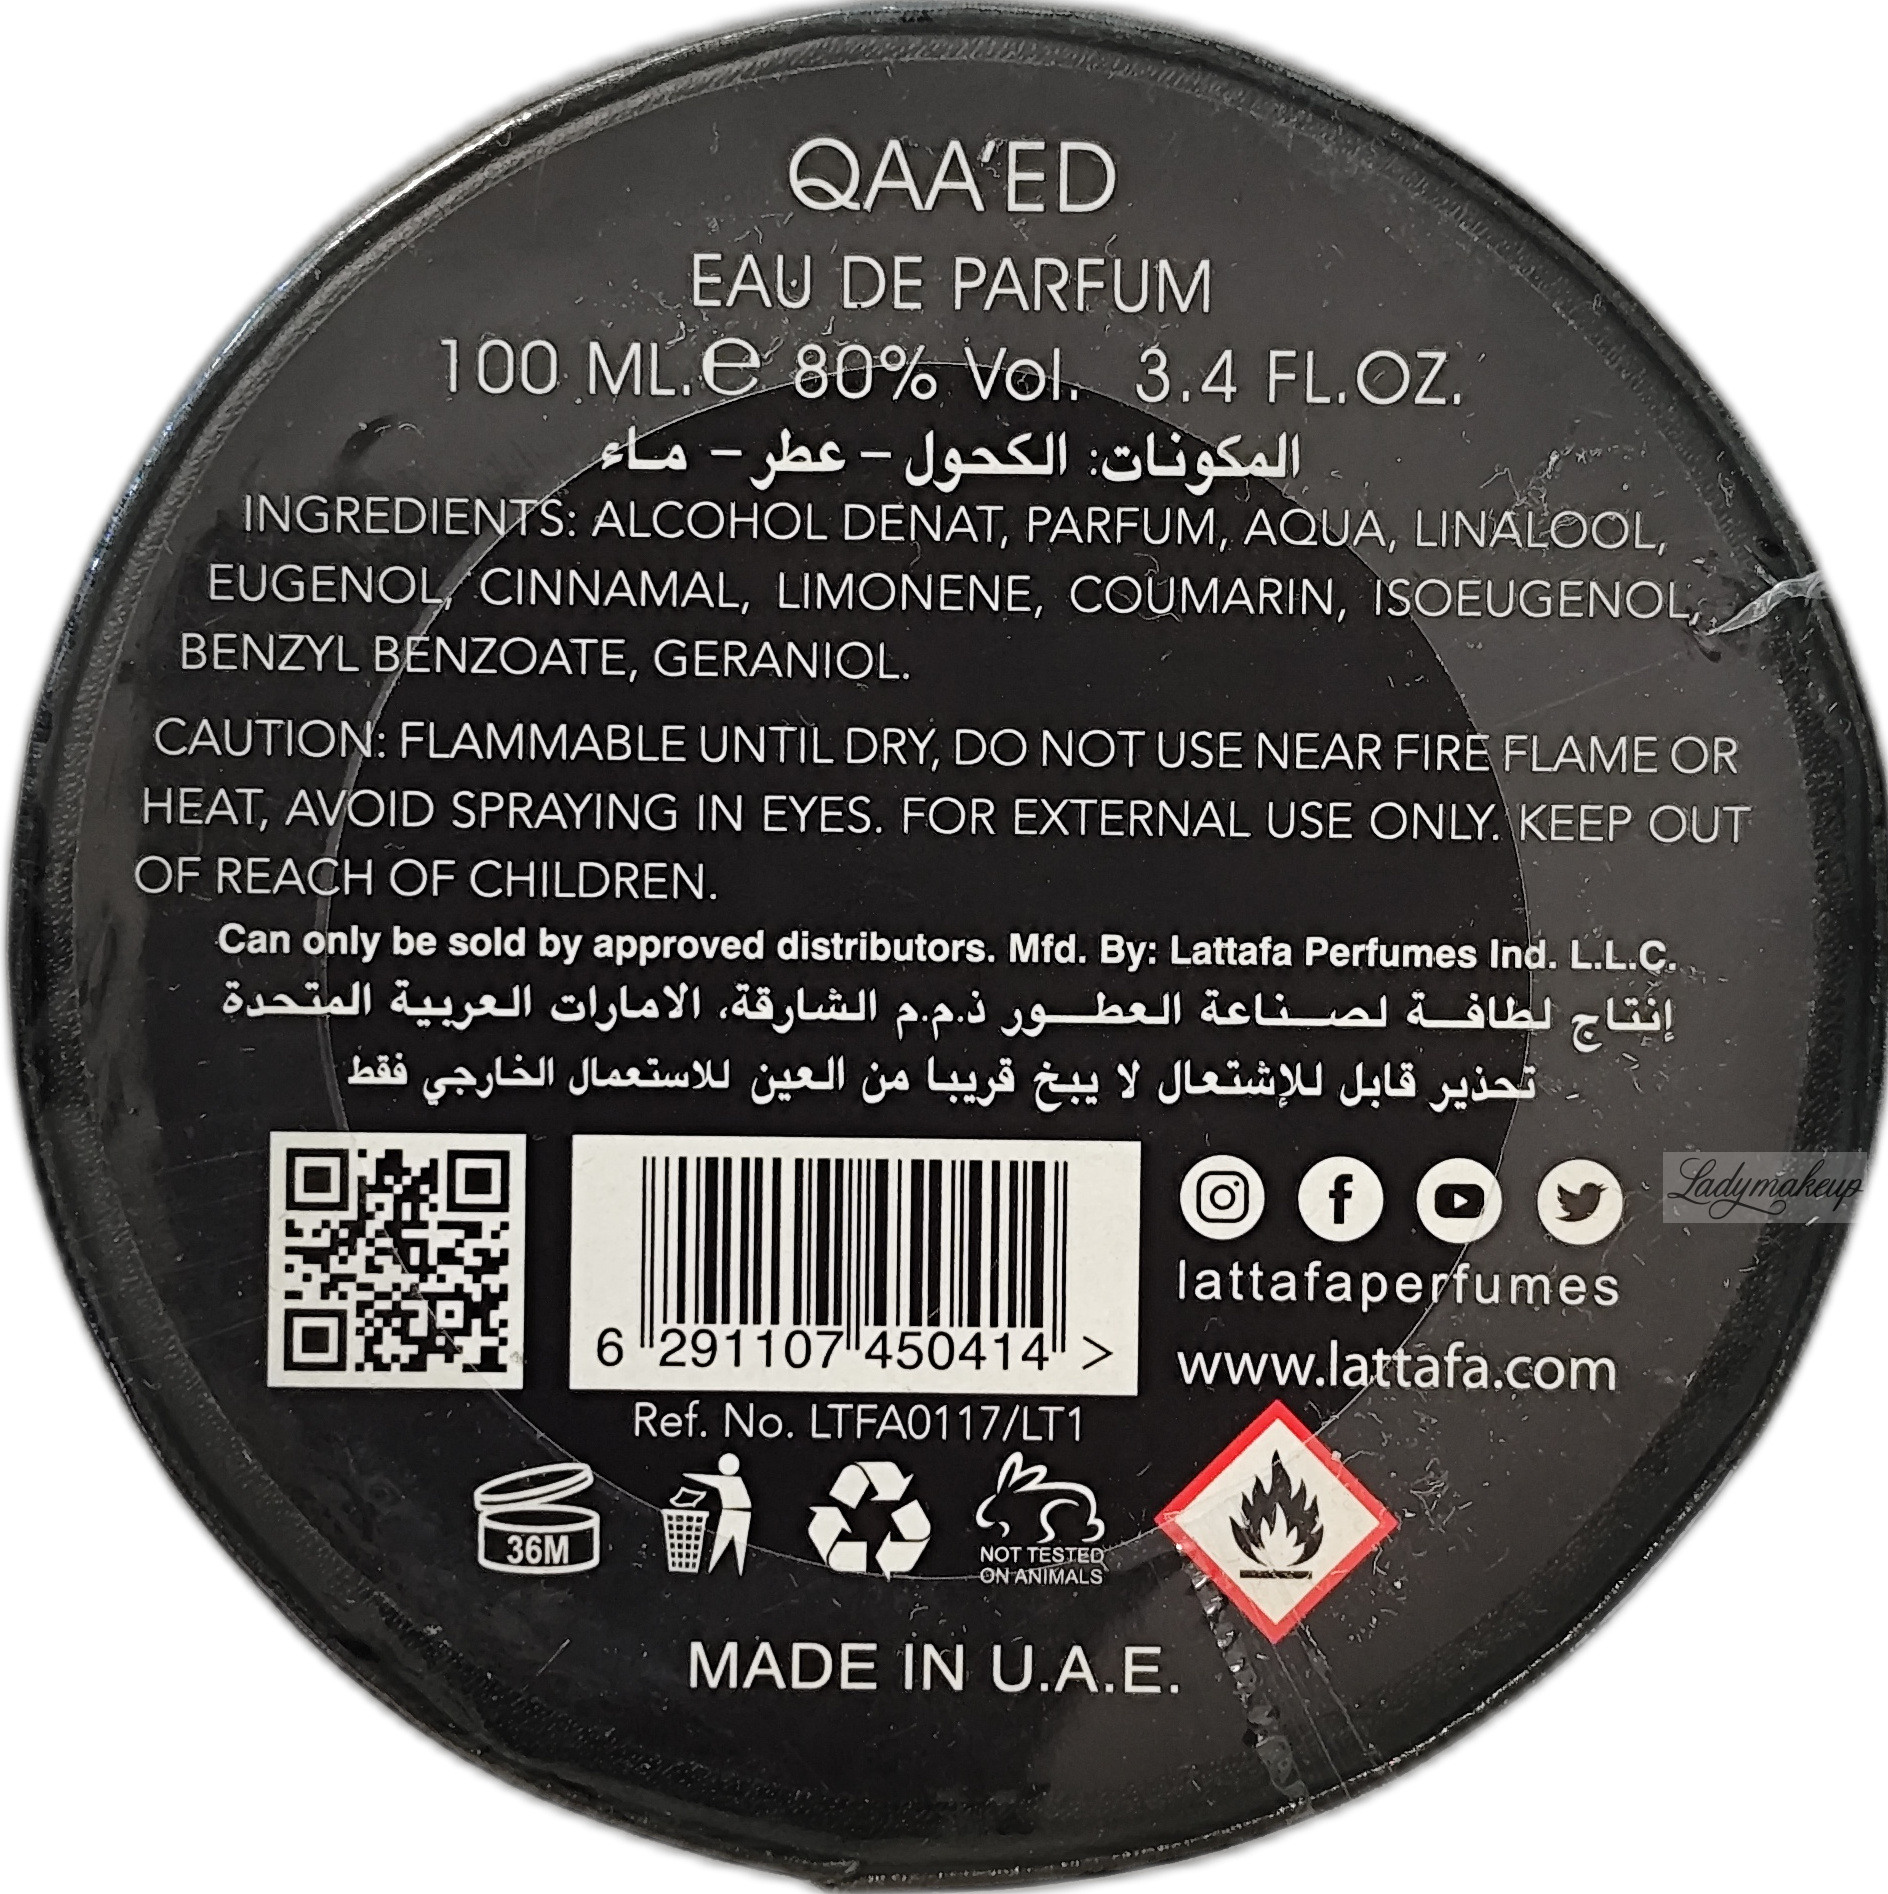 QAA'ED
EAU DE PARFUM
100 ML.℮ 80% Vol. 3.4 FL.OZ.
المكونات: الكحول - عطر - ماء
INGREDIENTS: ALCOHOL DENAT, PARFUM, AQUA, LINALOOL,
EUGENOL, CINNAMAL, LIMONENE, COUMARIN, ISOEUGENOL,
BENZYL BENZOATE, GERANIOL.
CAUTION: FLAMMABLE UNTIL DRY, DO NOT USE NEAR FIRE FLAME OR
HEAT, AVOID SPRAYING IN EYES. FOR EXTERNAL USE ONLY. KEEP OUT
OF REACH OF CHILDREN.
Can only be sold by approved distributors. Mfd. By: Lattafa Perfumes Ind. L.L.C.
إنتاج لطافة لصناعة العطور ذ.م.م الشارقة، الامارات العربية المتحدة
تحذير قابل للإشتعال لا يبخ قريبا من العين للاستعمال الخارجي فقط
6 291107 450414 >
lattafaperfumes
www.lattafa.com
Ref. No. LTFA0117/LT1
36M
NOT TESTED
ON ANIMALS
MADE IN U.A.E.
Ladymakeup